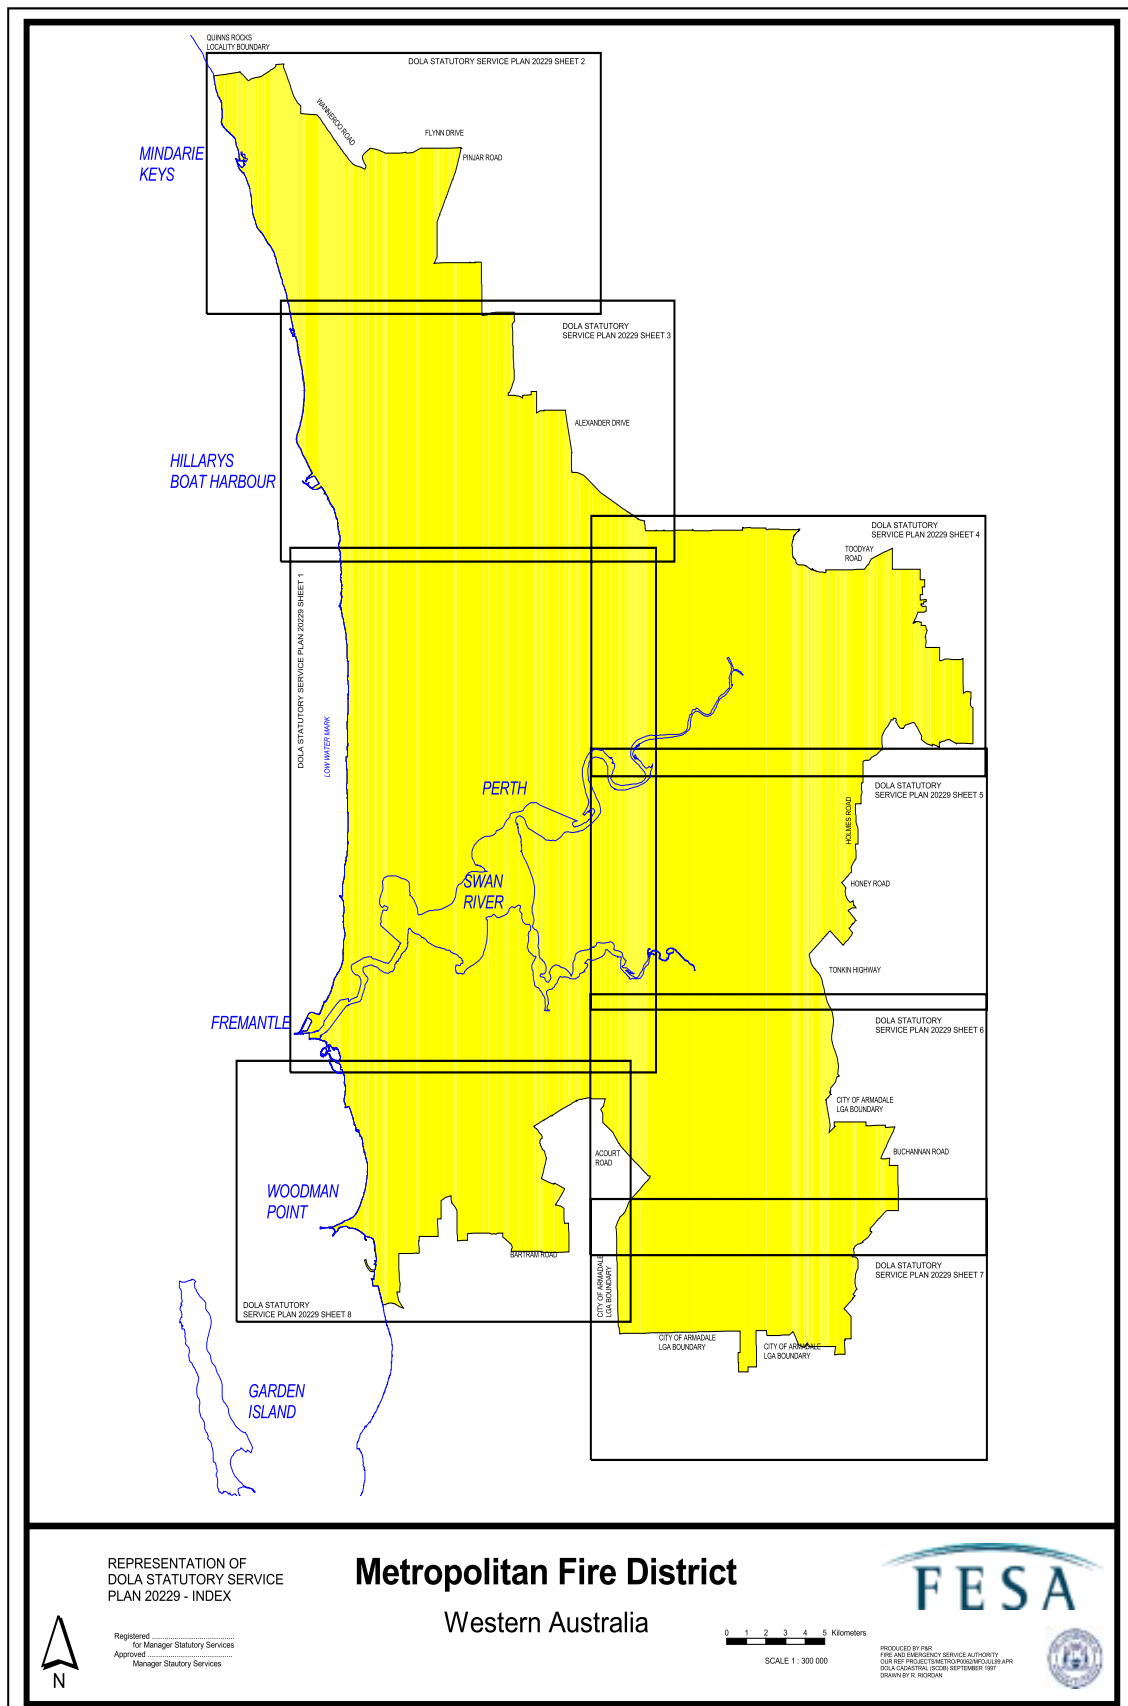 QUINNS ROCKS
LOCALITY BOUNDARY
DOLA STATUTORY SERVICE PLAN 20229 SHEET 2
WANNEROO ROAD
FLYNN DRIVE
PINJAR ROAD
MINDARIE
KEYS
DOLA STATUTORY
SERVICE PLAN 20229 SHEET 3
ALEXANDER DRIVE
HILLARYS
BOAT HARBOUR
DOLA STATUTORY
SERVICE PLAN 20229 SHEET 4
TOODYAY
ROAD
DOLA STATUTORY SERVICE PLAN 20229 SHEET 1
LOW WATER MARK
PERTH
DOLA STATUTORY
SERVICE PLAN 20229 SHEET 5
HOLMES ROAD
SWAN
RIVER
HONEY ROAD
TONKIN HIGHWAY
FREMANTLE
DOLA STATUTORY
SERVICE PLAN 20229 SHEET 6
CITY OF ARMADALE
LGA BOUNDARY
ACOURT
ROAD
BUCHANNAN ROAD
WOODMAN
POINT
BARTRAM ROAD
CITY OF ARMADALE
LGA BOUNDARY
DOLA STATUTORY
SERVICE PLAN 20229 SHEET 7
DOLA STATUTORY
SERVICE PLAN 20229 SHEET 8
CITY OF ARMADALE
LGA BOUNDARY
CITY OF ARMADALE
LGA BOUNDARY
GARDEN
ISLAND
REPRESENTATION OF
DOLA STATUTORY SERVICE
PLAN 20229 - INDEX
Registered ........................................
for Manager Statutory Services
Approved .........................................
Manager Stautory Services
N
Metropolitan Fire District
Western Australia
0 1 2 3 4 5 Kilometers
SCALE 1 : 300 000
FESA
PRODUCED BY P&R
FIRE AND EMERGENCY SERVICE AUTHORITY
OUR REF PROJECTS/METRO/P0062/MFDJUL99.APR
DOLA CADASTRAL (SCDB) SEPTEMBER 1997
DRAWN BY R. RIORDAN